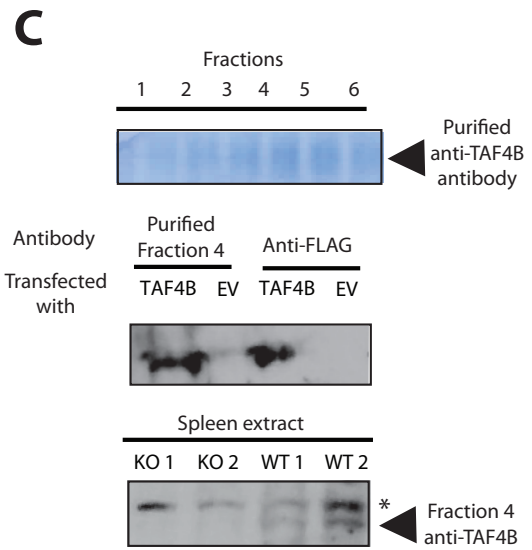 C
Fractions
1 2 3 4 5 6
Purified
anti-TAF4B
antibody
Antibody
Purified
Fraction 4
Anti-FLAG
Transfected
with
TAF4B EV TAF4B EV
Spleen extract
KO 1 KO 2 WT 1 WT 2
*
Fraction 4
anti-TAF4B